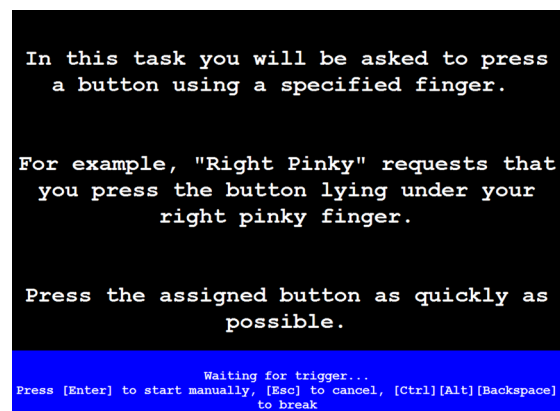 In this task you will be asked to press
a button using a specified finger.
For example, "Right Pinky" requests that
you press the button lying under your
right pinky finger.
Press the assigned button as quickly as
possible.
Waiting for trigger...
Press [Enter] to start manually, [Esc] to cancel, [Ctrl][Alt][Backspace]
to break